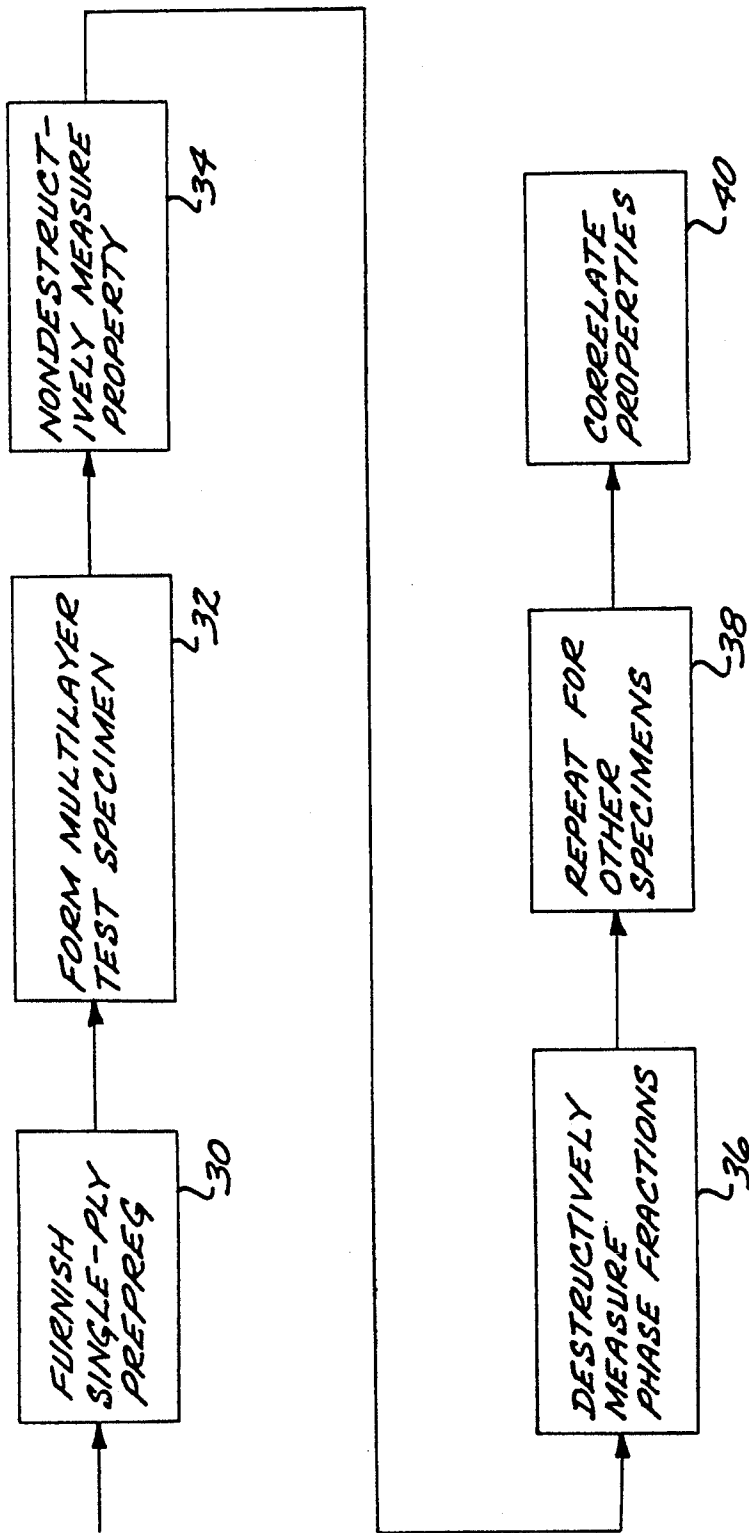 FURNISH
SINGLE-PLY
PREPREG
30
FORM MULTILAYER
TEST SPECIMEN
32
NONDESTRUCT-
IVELY MEASURE
PROPERTY
34
DESTRUCTIVELY
MEASURE
PHASE FRACTIONS
36
REPEAT FOR
OTHER
SPECIMENS
38
CORRELATE
PROPERTIES
40